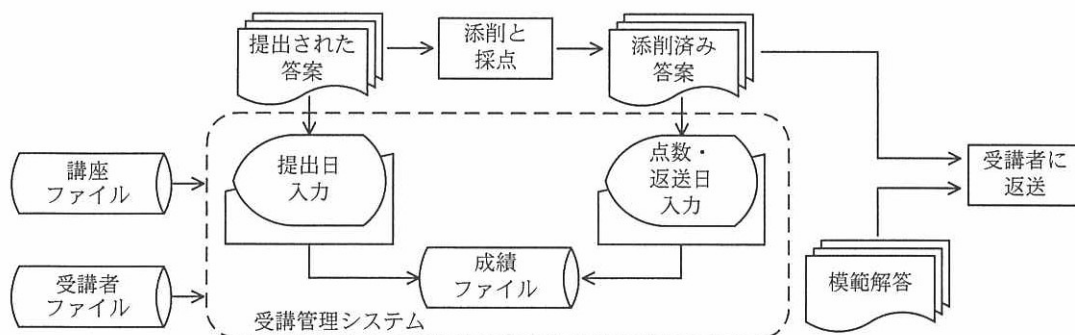 提出された
答案
添削と
採点
添削済み
答案
講座
ファイル
提出日
入力
点数・
返送日
入力
受講者に
返送
受講者
ファイル
成績
ファイル
模範解答
受講管理システム